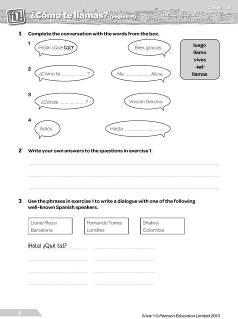 1.1 ¿Cómo te llamas?
1 Complete the conversation with the words from the box.
1
¡Hola! ¿Qué tal?
Bien, gracias.
luego
llamo
vives
tal
llamas
2
¿Cómo te ?
Me Alicia.
3
¿Dónde ?
Vivo en Gerona.
4
Adiós.
Hasta
2 Write your own answers to the questions in exercise 1.
3 Use the phrases in exercise 1 to write a dialogue with one of the following
well-known Spanish speakers.
Lionel Messi
Barcelona
Fernando Torres
Londres
Shakira
Colombia
Hola! ¿Qué tal?
© Pearson Education Limited 2013